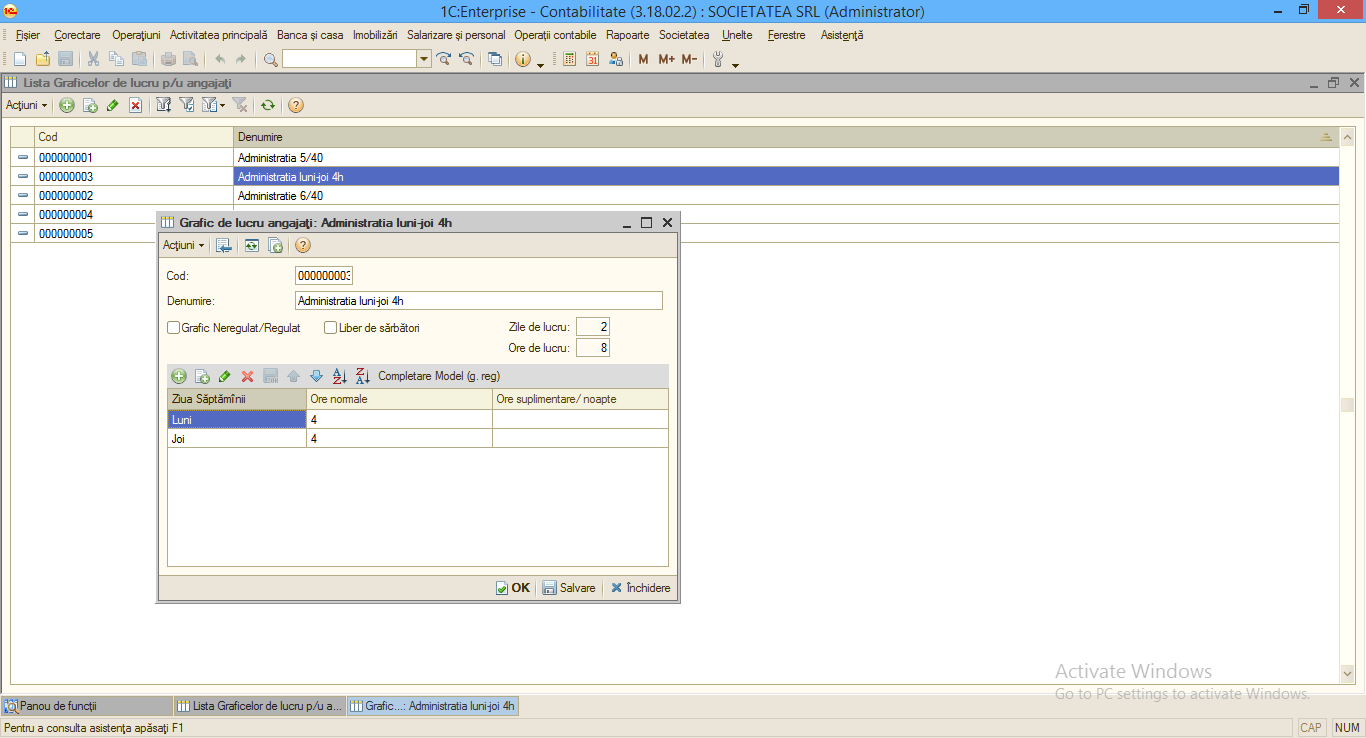 1C:Enterprise - Contabilitate (3.18.02.2) : SOCIETATEA SRL (Administrator)
Fișier Corectare Operațiuni Activitatea principală Banca și casa Imobilizări Salarizare și personal Operații contabile Rapoarte Societatea Unelte Ferestre Asistență
M M+ M-
Lista Graficelor de lucru p/u angajați
Acțiuni
Cod Denumire
000000001 Administratia 5/40
000000003 Administratia luni-joi 4h
000000002 Administratie 6/40
000000004
000000005
Grafic de lucru angajați: Administratia luni-joi 4h
Acțiuni
Cod: 000000003
Denumire: Administratia luni-joi 4h
Grafic Neregulat/Regulat Liber de sărbători Zile de lucru: 2
Ore de lucru: 8
Completare Model (g. reg)
Ziua Săptămînii Ore normale Ore suplimentare/ noapte
Luni 4
Joi 4
OK Salvare Închidere
Activate Windows
Go to PC settings to activate Windows.
Panou de funcții Lista Graficelor de lucru p/u a... Grafic...: Administratia luni-joi 4h
Pentru a consulta asistența apăsați F1 CAP NUM